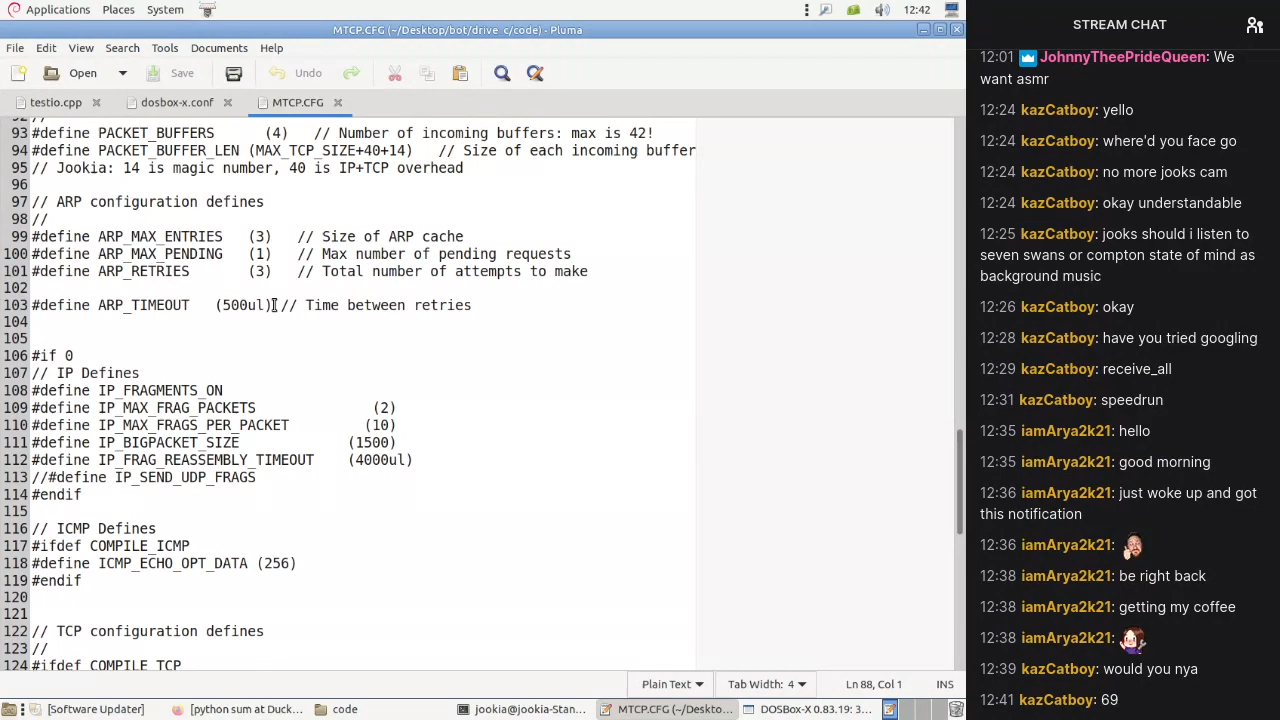 Applications Places System 12:42
MTCP.CFG (~/Desktop/bot/drive_c/code) - Pluma
File Edit View Search Tools Documents Help
Open Save Undo
testio.cpp dosbox-x.conf MTCP.CFG
93 #define PACKET_BUFFERS (4) // Number of incoming buffers: max is 42!
94 #define PACKET_BUFFER_LEN (MAX_TCP_SIZE+40+14) // Size of each incoming buffer
95 // Jookia: 14 is magic number, 40 is IP+TCP overhead
96
97 // ARP configuration defines
98 //
99 #define ARP_MAX_ENTRIES (3) // Size of ARP cache
100 #define ARP_MAX_PENDING (1) // Max number of pending requests
101 #define ARP_RETRIES (3) // Total number of attempts to make
102
103 #define ARP_TIMEOUT (500ul) // Time between retries
104
105
106 #if 0
107 // IP Defines
108 #define IP_FRAGMENTS_ON
109 #define IP_MAX_FRAG_PACKETS (2)
110 #define IP_MAX_FRAGS_PER_PACKET (10)
111 #define IP_BIGPACKET_SIZE (1500)
112 #define IP_FRAG_REASSEMBLY_TIMEOUT (4000ul)
113 //#define IP_SEND_UDP_FRAGS
114 #endif
115
116 // ICMP Defines
117 #ifdef COMPILE_ICMP
118 #define ICMP_ECHO_OPT_DATA (256)
119 #endif
120
121
122 // TCP configuration defines
123 //
124 #ifdef COMPILE_TCP
Plain Text Tab Width: 4 Ln 88, Col 1 INS
[Software Updater] [python sum at Duck... code jookia@jookia-Stan... MTCP.CFG (~/Deskto... DOSBox-X 0.83.19: 3...
STREAM CHAT
12:01 JohnnyTheePrideQueen: We
want asmr
12:24 kazCatboy: yello
12:24 kazCatboy: where'd you face go
12:24 kazCatboy: no more jooks cam
12:24 kazCatboy: okay understandable
12:25 kazCatboy: jooks should i listen to
seven swans or compton state of mind as
background music
12:26 kazCatboy: okay
12:28 kazCatboy: have you tried googling
12:29 kazCatboy: receive_all
12:31 kazCatboy: speedrun
12:35 iamArya2k21: hello
12:35 iamArya2k21: good morning
12:36 iamArya2k21: just woke up and got
this notification
12:36 iamArya2k21:
12:38 iamArya2k21: be right back
12:38 iamArya2k21: getting my coffee
12:38 iamArya2k21:
12:39 kazCatboy: would you nya
12:41 kazCatboy: 69